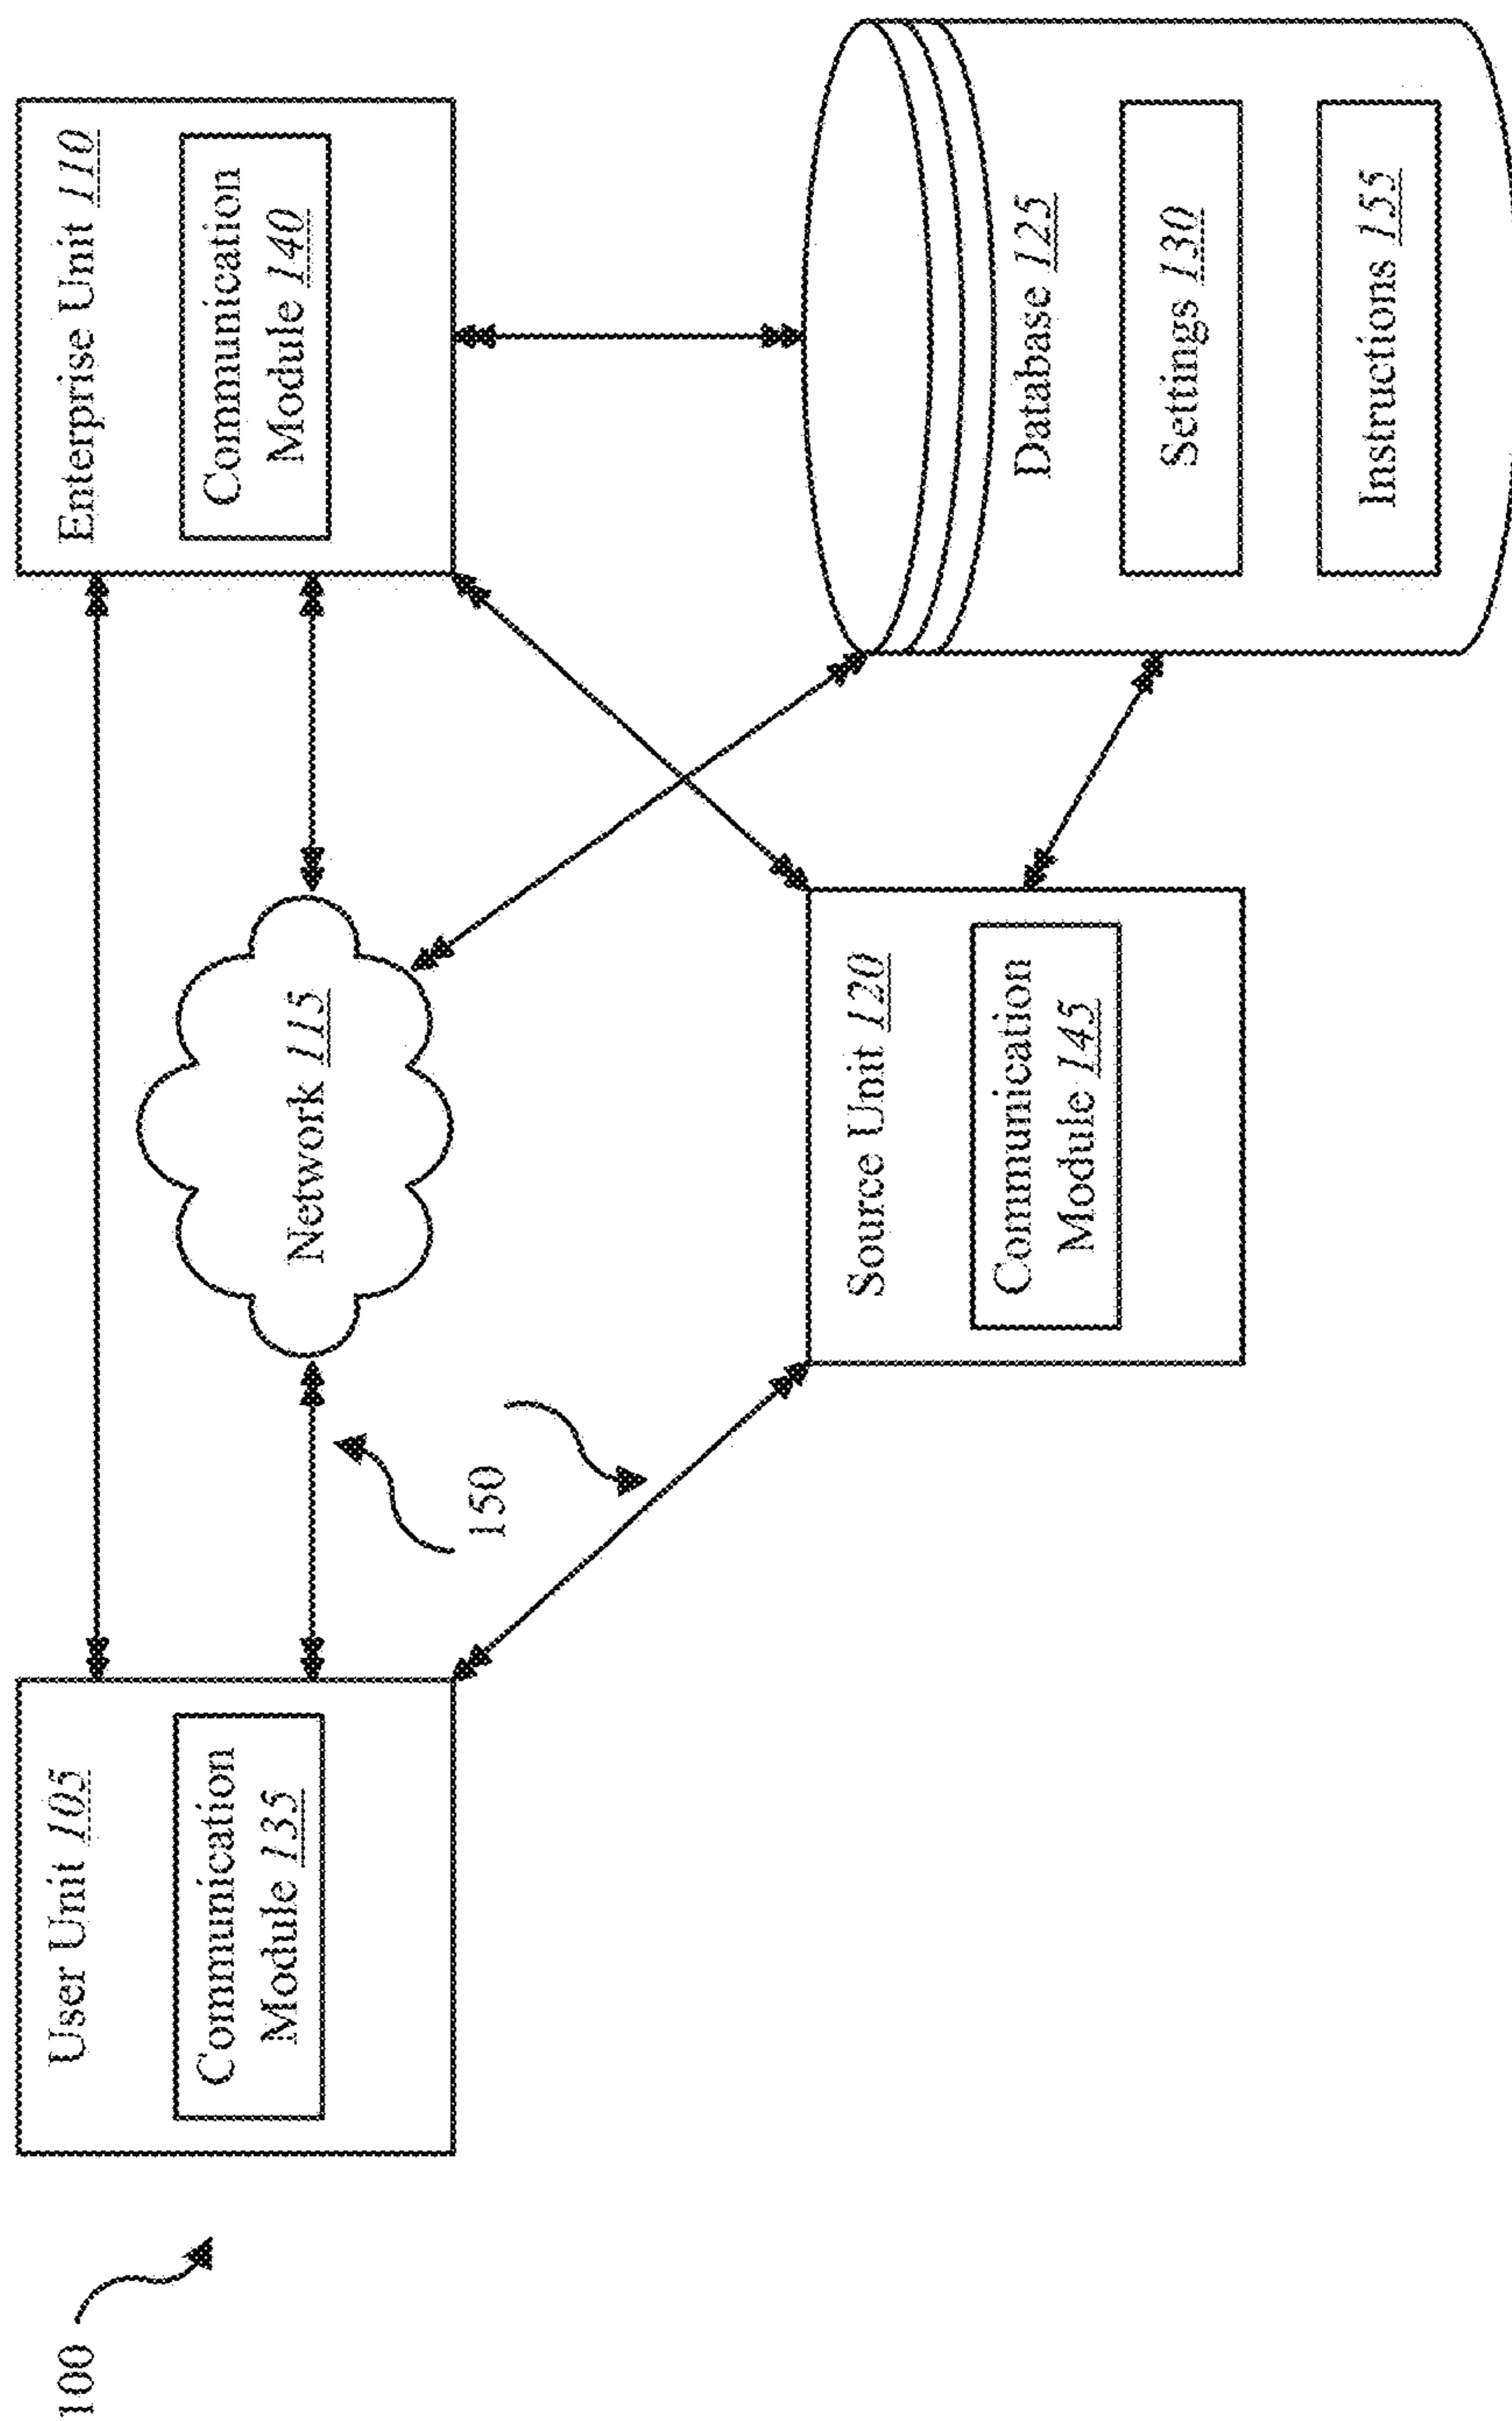 100
User Unit 105
Communication
Module 135
Network 115
150
Enterprise Unit 110
Communication
Module 140
Source Unit 120
Communication
Module 145
Database 125
Settings 130
Instructions 155